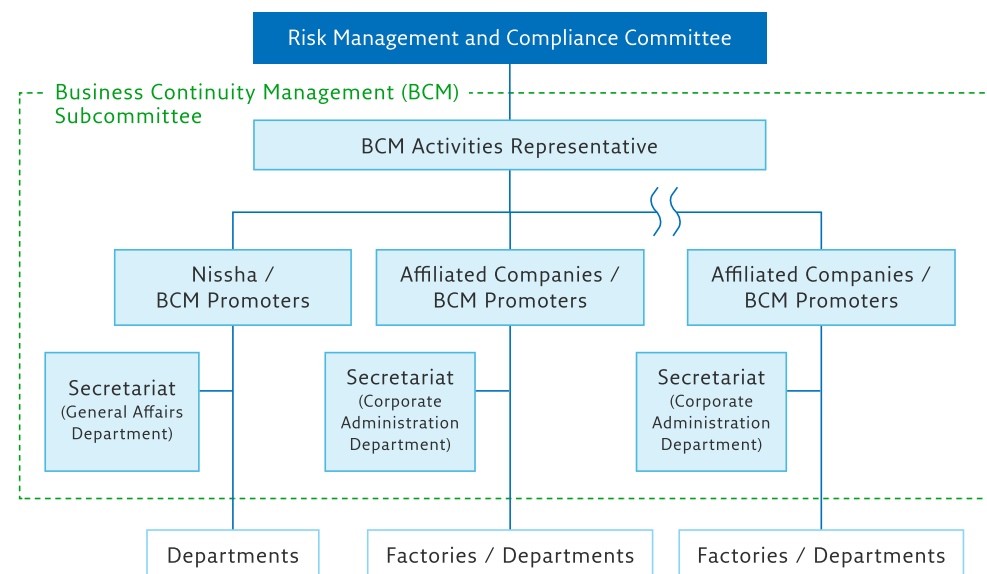 Risk Management and Compliance Committee
Business Continuity Management (BCM)
Subcommittee
BCM Activities Representative
Nissha /
BCM Promoters
Affiliated Companies /
BCM Promoters
Affiliated Companies /
BCM Promoters
Secretariat
(General Affairs
Department)
Secretariat
(Corporate
Administration
Department)
Secretariat
(Corporate
Administration
Department)
Departments
Factories / Departments
Factories / Departments